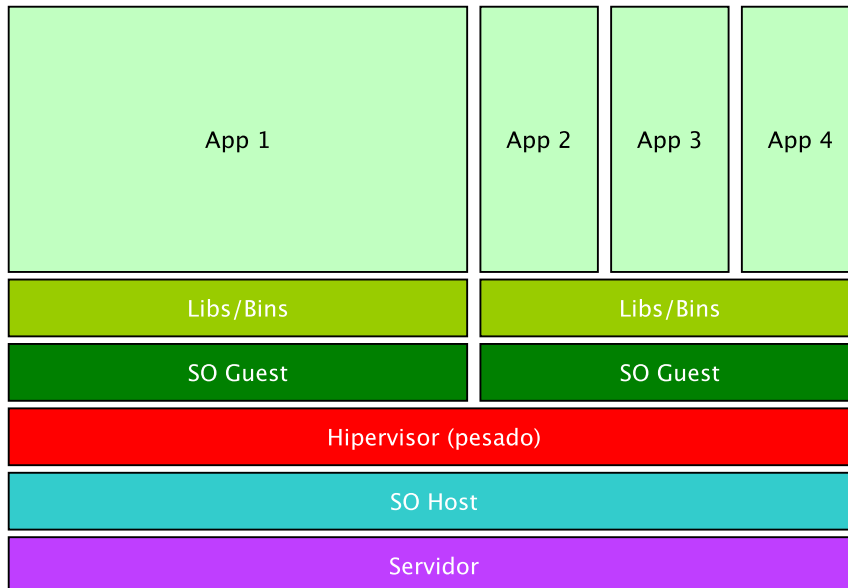 App 1
App 2
App 3
App 4
Libs/Bins
Libs/Bins
SO Guest
SO Guest
Hipervisor (pesado)
SO Host
Servidor